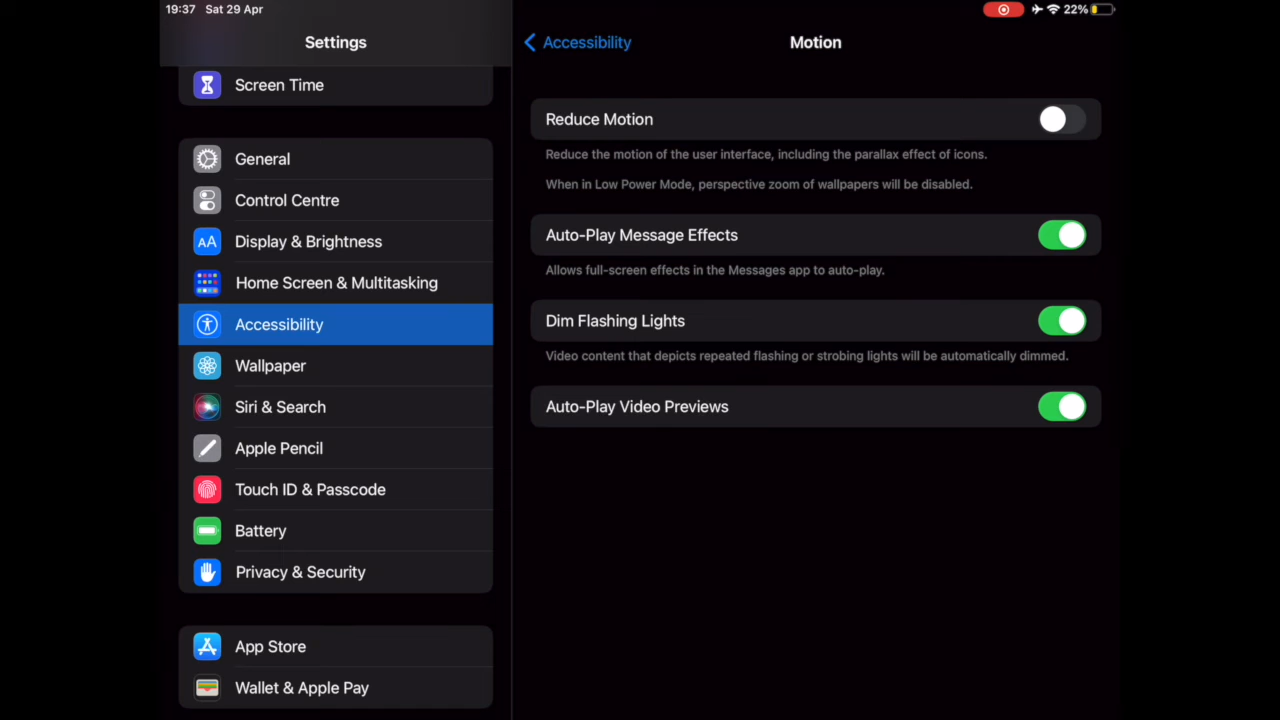 19:37 Sat 29 Apr
22%
Settings
Screen Time
General
Control Centre
AA Display & Brightness
Home Screen & Multitasking
Accessibility
Wallpaper
Siri & Search
Apple Pencil
Touch ID & Passcode
Battery
Privacy & Security
App Store
Wallet & Apple Pay
Accessibility
Motion
Reduce Motion
Reduce the motion of the user interface, including the parallax effect of icons.
When in Low Power Mode, perspective zoom of wallpapers will be disabled.
Auto-Play Message Effects
Allows full-screen effects in the Messages app to auto-play.
Dim Flashing Lights
Video content that depicts repeated flashing or strobing lights will be automatically dimmed.
Auto-Play Video Previews